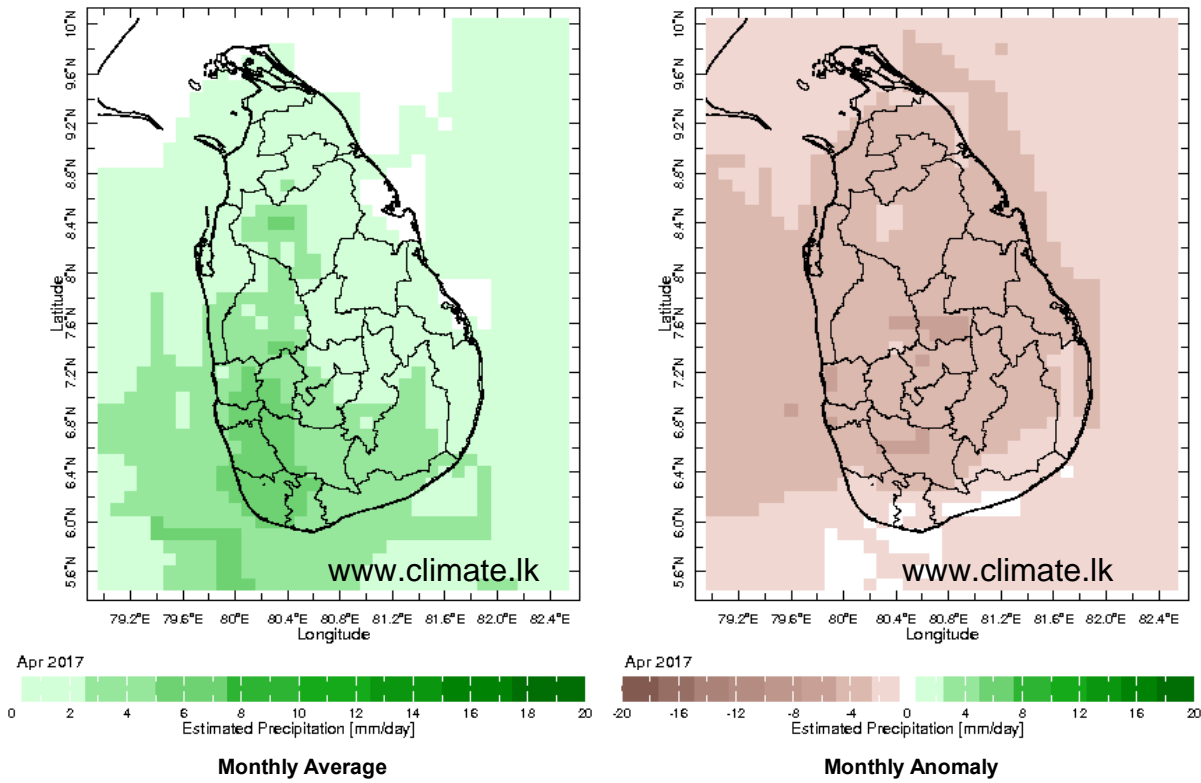 10°N
9.6°N
9.2°N
8.8°N
8.4°N
8°N
7.6°N
7.2°N
6.8°N
6.4°N
6.0°N
5.6°N
Latitude
www.climate.lk
79.2°E 79.6°E 80°E 80.4°E 80.8°E 81.2°E 81.6°E 82.0°E 82.4°E
Longitude
Apr 2017
0 2 4 6 8 10 12 14 16 18 20
Estimated Precipitation [mm/day]
Monthly Average
10°N
9.6°N
9.2°N
8.8°N
8.4°N
8°N
7.6°N
7.2°N
6.8°N
6.4°N
6.0°N
5.6°N
Latitude
www.climate.lk
79.2°E 79.6°E 80°E 80.4°E 80.8°E 81.2°E 81.6°E 82.0°E 82.4°E
Longitude
Apr 2017
-20 -16 -12 -8 -4 0 4 8 12 16 20
Estimated Precipitation [mm/day]
Monthly Anomaly